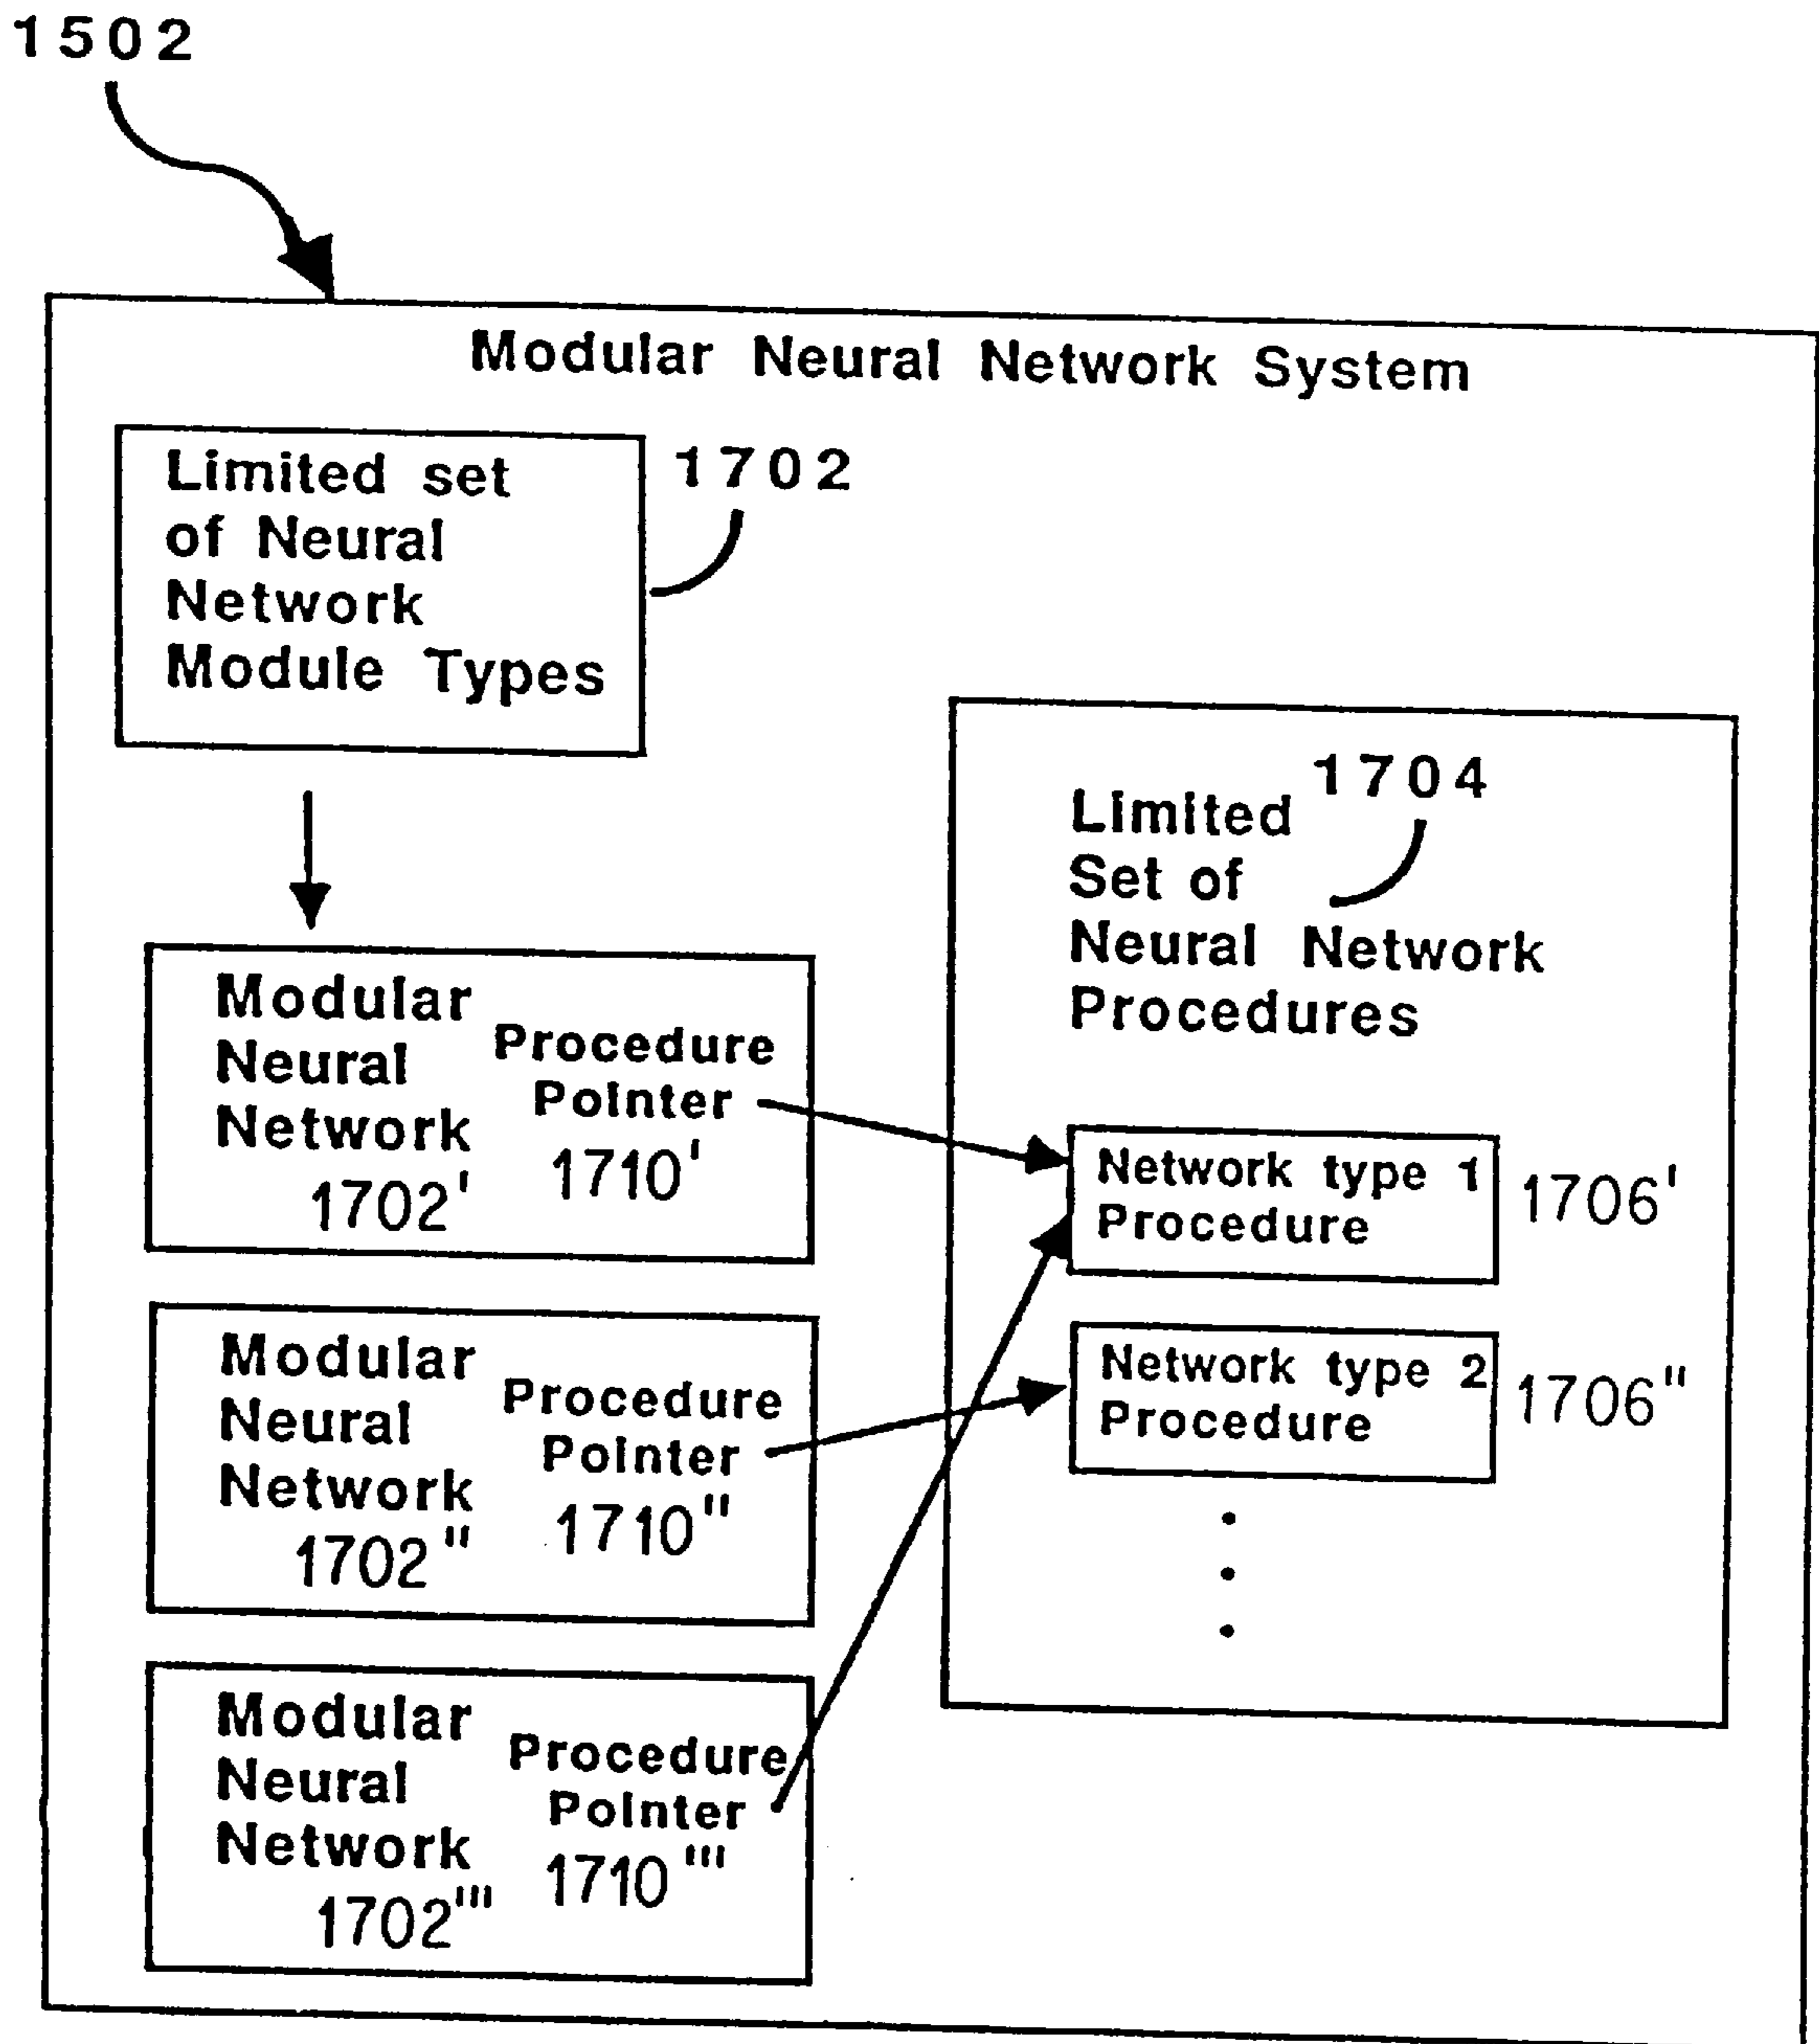 1502
Modular Neural Network System
Limited set
of Neural
Network
Module Types
1702
1704
Limited
Set of
Neural Network
Procedures
Modular
Neural
Network
1702'
Procedure
Pointer
1710'
Network type 1
Procedure
1706'
Modular
Neural
Network
1702"
Procedure
Pointer
1710"
Network type 2
Procedure
1706"
Modular
Neural
Network
1702'''
Procedure
Pointer
1710'''